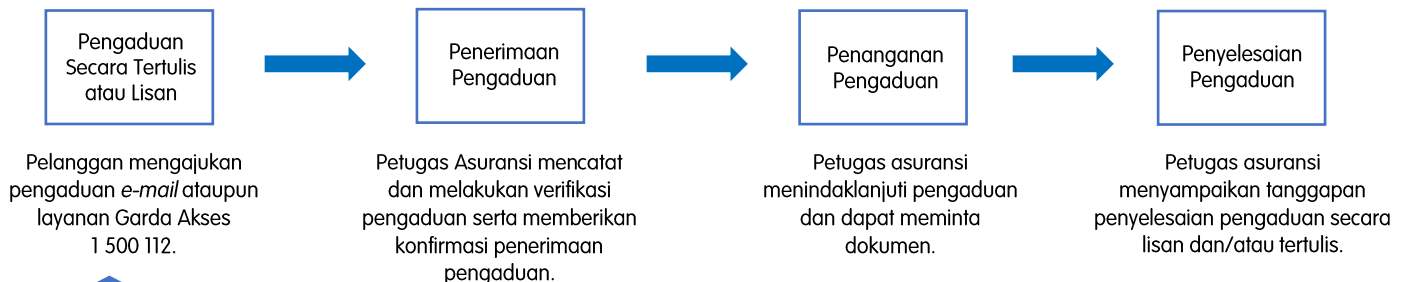 Pengaduan
Secara Tertulis
atau Lisan
Penerimaan
Pengaduan
Penanganan
Pengaduan
Penyelesaian
Pengaduan
Pelanggan mengajukan
pengaduan e-mail ataupun
layanan Garda Akses
1 500 112.
Petugas Asuransi mencatat
dan melakukan verifikasi
pengaduan serta memberikan
konfirmasi penerimaan
pengaduan.
Petugas asuransi
menindaklanjuti pengaduan
dan dapat meminta
dokumen.
Petugas asuransi
menyampaikan tanggapan
penyelesaian pengaduan secara
lisan dan/atau tertulis.